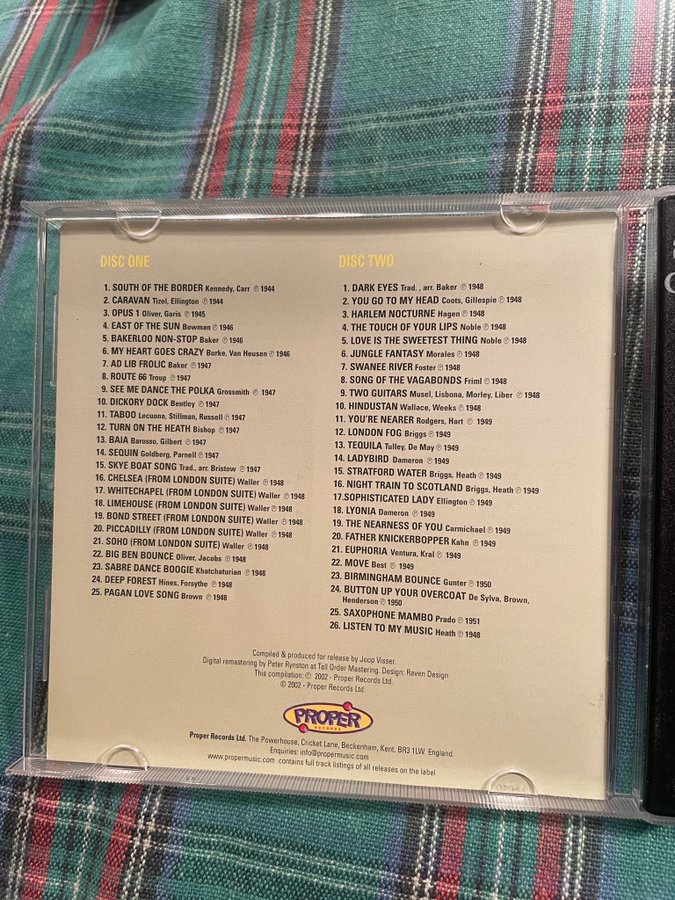 DISC ONE
1. SOUTH OF THE BORDER Kennedy, Carr ℗ 1944
2. CARAVAN Tizol, Ellington ℗ 1944
3. OPUS 1 Oliver, Garis ℗ 1945
4. EAST OF THE SUN Bowman ℗ 1946
5. BAKERLOO NON-STOP Baker ℗ 1946
6. MY HEART GOES CRAZY Burke, Van Heusen ℗ 1946
7. AD LIB FROLIC Baker ℗ 1947
8. ROUTE 66 Troup ℗ 1947
9. SEE ME DANCE THE POLKA Grossmith ℗ 1947
10. DICKORY DOCK Bentley ℗ 1947
11. TABOO Lecuona, Stillman, Russell ℗ 1947
12. TURN ON THE HEATH Bishop ℗ 1947
13. BAIA Barosso, Gilbert ℗ 1947
14. SEQUIN Goldberg, Parnell ℗ 1947
15. SKYE BOAT SONG Trad., arr. Bristow ℗ 1947
16. CHELSEA (FROM LONDON SUITE) Waller ℗ 1948
17. WHITECHAPEL (FROM LONDON SUITE) Waller ℗ 1948
18. LIMEHOUSE (FROM LONDON SUITE) Waller ℗ 1948
19. BOND STREET (FROM LONDON SUITE) Waller ℗ 1948
20. PICCADILLY (FROM LONDON SUITE) Waller ℗ 1948
21. SOHO (FROM LONDON SUITE) Waller ℗ 1948
22. BIG BEN BOUNCE Oliver, Jacobs ℗ 1948
23. SABRE DANCE BOOGIE Khatchaturian ℗ 1948
24. DEEP FOREST Hines, Forsythe ℗ 1948
25. PAGAN LOVE SONG Brown ℗ 1948
DISC TWO
1. DARK EYES Trad., arr. Baker ℗ 1948
2. YOU GO TO MY HEAD Coots, Gillespie ℗ 1948
3. HARLEM NOCTURNE Hagen ℗ 1948
4. THE TOUCH OF YOUR LIPS Noble ℗ 1948
5. LOVE IS THE SWEETEST THING Noble ℗ 1948
6. JUNGLE FANTASY Morales ℗ 1948
7. SWANEE RIVER Foster ℗ 1948
8. SONG OF THE VAGABONDS Friml ℗ 1948
9. TWO GUITARS Musel, Lisbona, Morley, Liber ℗ 1948
10. HINDUSTAN Wallace, Weeks ℗ 1948
11. YOU'RE NEARER Rodgers, Hart ℗ 1949
12. LONDON FOG Briggs ℗ 1949
13. TEQUILA Tulley, De May ℗ 1949
14. LADYBIRD Dameron ℗ 1949
15. STRATFORD WATER Briggs, Heath ℗ 1949
16. NIGHT TRAIN TO SCOTLAND Briggs, Heath ℗ 1949
17.SOPHISTICATED LADY Ellington ℗ 1949
18. LYONIA Dameron ℗ 1949
19. THE NEARNESS OF YOU Carmichael ℗ 1949
20. FATHER KNICKERBOPPER Kahn ℗ 1949
21. EUPHORIA Ventura, Kral ℗ 1949
22. MOVE Best ℗ 1949
23. BIRMINGHAM BOUNCE Gunter ℗ 1950
24. BUTTON UP YOUR OVERCOAT De Sylva, Brown,
Henderson ℗ 1950
25. SAXOPHONE MAMBO Prado ℗ 1951
26. LISTEN TO MY MUSIC Heath ℗ 1948
Compiled & produced for release by Joop Visser.
Digital remastering by Peter Rynston at Tall Order Mastering. Design: Raven Design
This compilation: ℗ 2002 - Proper Records Ltd.
© 2002 - Proper Records Ltd.
PROPER
RECORDS
Proper Records Ltd. The Powerhouse, Cricket Lane, Beckenham, Kent. BR3 1LW. England.
Enquiries: info@propermusic.com
www.propermusic.com contains full track listings of all releases on the label